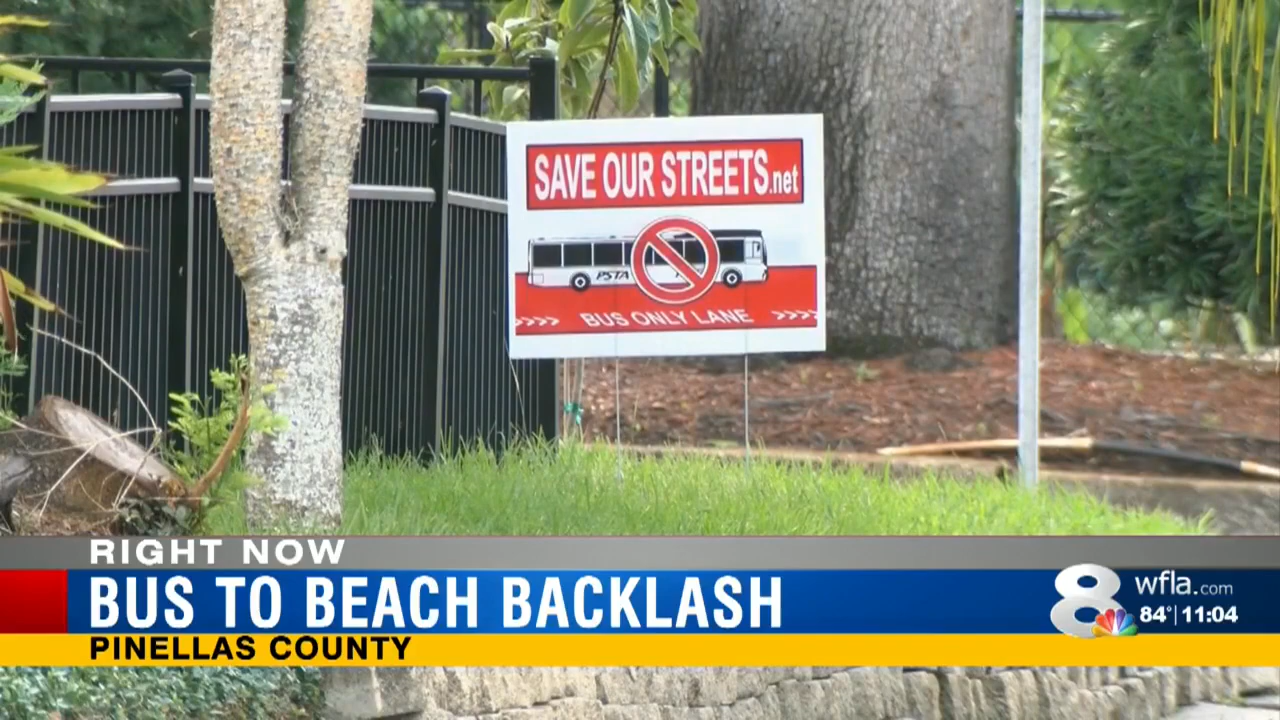 SAVE OUR STREETS.net
PSTA
>>>> BUS ONLY LANE >>>>
RIGHT NOW
BUS TO BEACH BACKLASH
PINELLAS COUNTY
8 wfla.com
84° 11:04